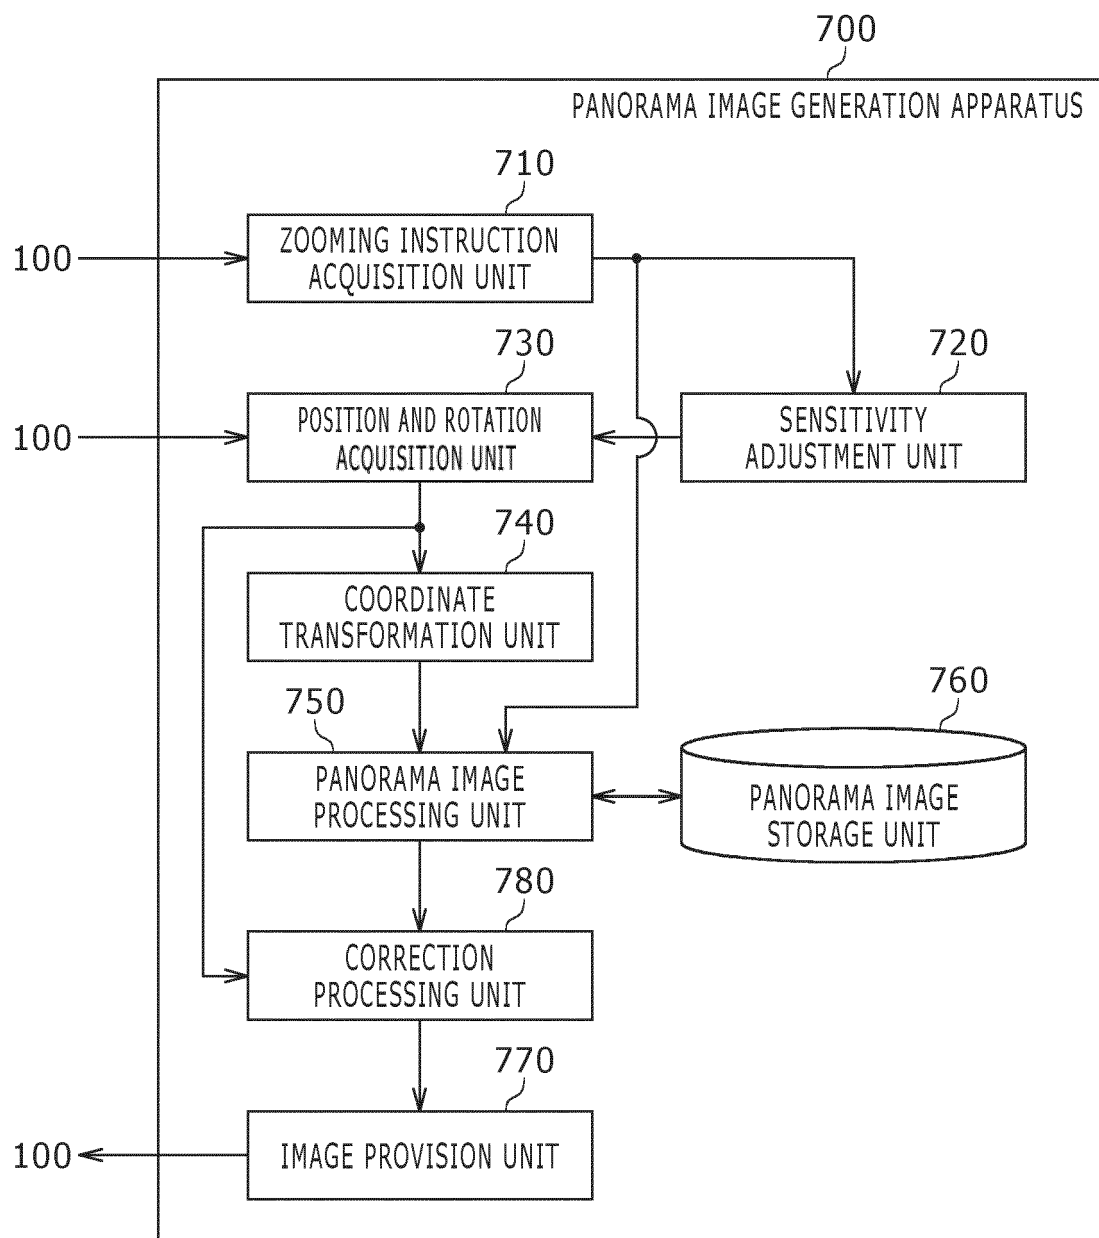 700
PANORAMA IMAGE GENERATION APPARATUS
710
100
ZOOMING INSTRUCTION
ACQUISITION UNIT
730
720
100
POSITION AND ROTATION
ACQUISITION UNIT
SENSITIVITY
ADJUSTMENT UNIT
740
COORDINATE
TRANSFORMATION UNIT
750
760
PANORAMA IMAGE
PROCESSING UNIT
PANORAMA IMAGE
STORAGE UNIT
780
CORRECTION
PROCESSING UNIT
770
100
IMAGE PROVISION UNIT